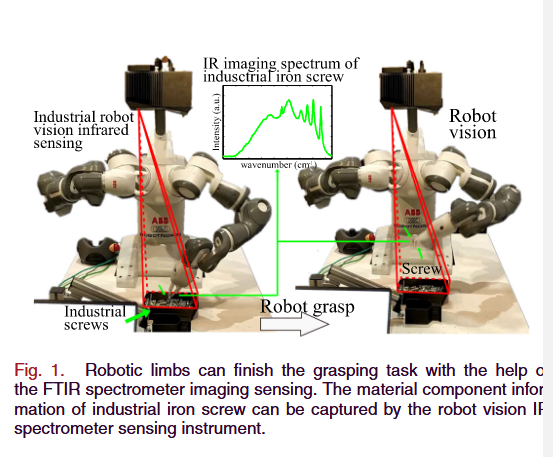 IR imaging spectrum of
indusctrial iron screw
Industrial robot
vision infrared
sensing
Intensity (a.u.)
wavenumber (cm⁻¹)
Robot
vision
ABB
ABB
Screw
Industrial
screws
Robot grasp
Fig. 1. Robotic limbs can finish the grasping task with the help o
the FTIR spectrometer imaging sensing. The material component infor
mation of industrial iron screw can be captured by the robot vision IF
spectrometer sensing instrument.